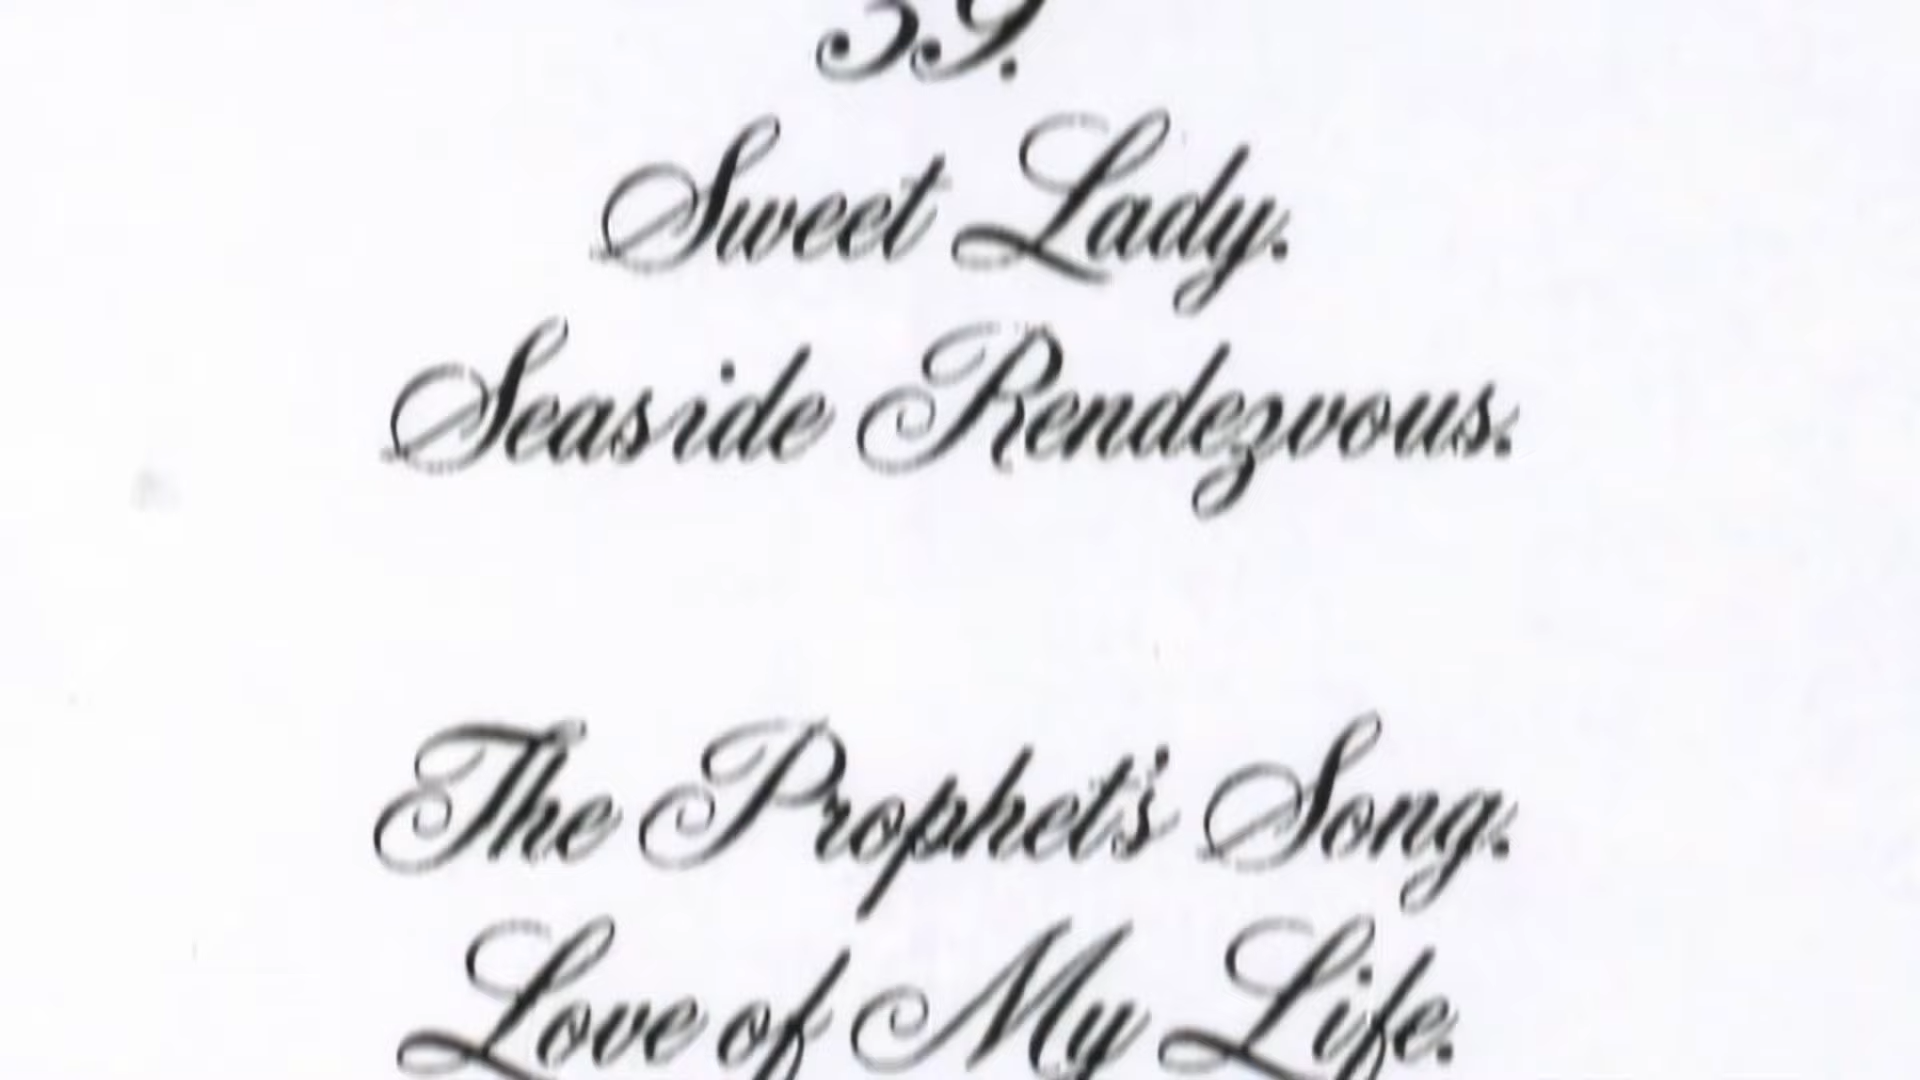 39.
Sweet Lady.
Seaside Rendezvous.
The Prophet's Song.
Love of My Life.